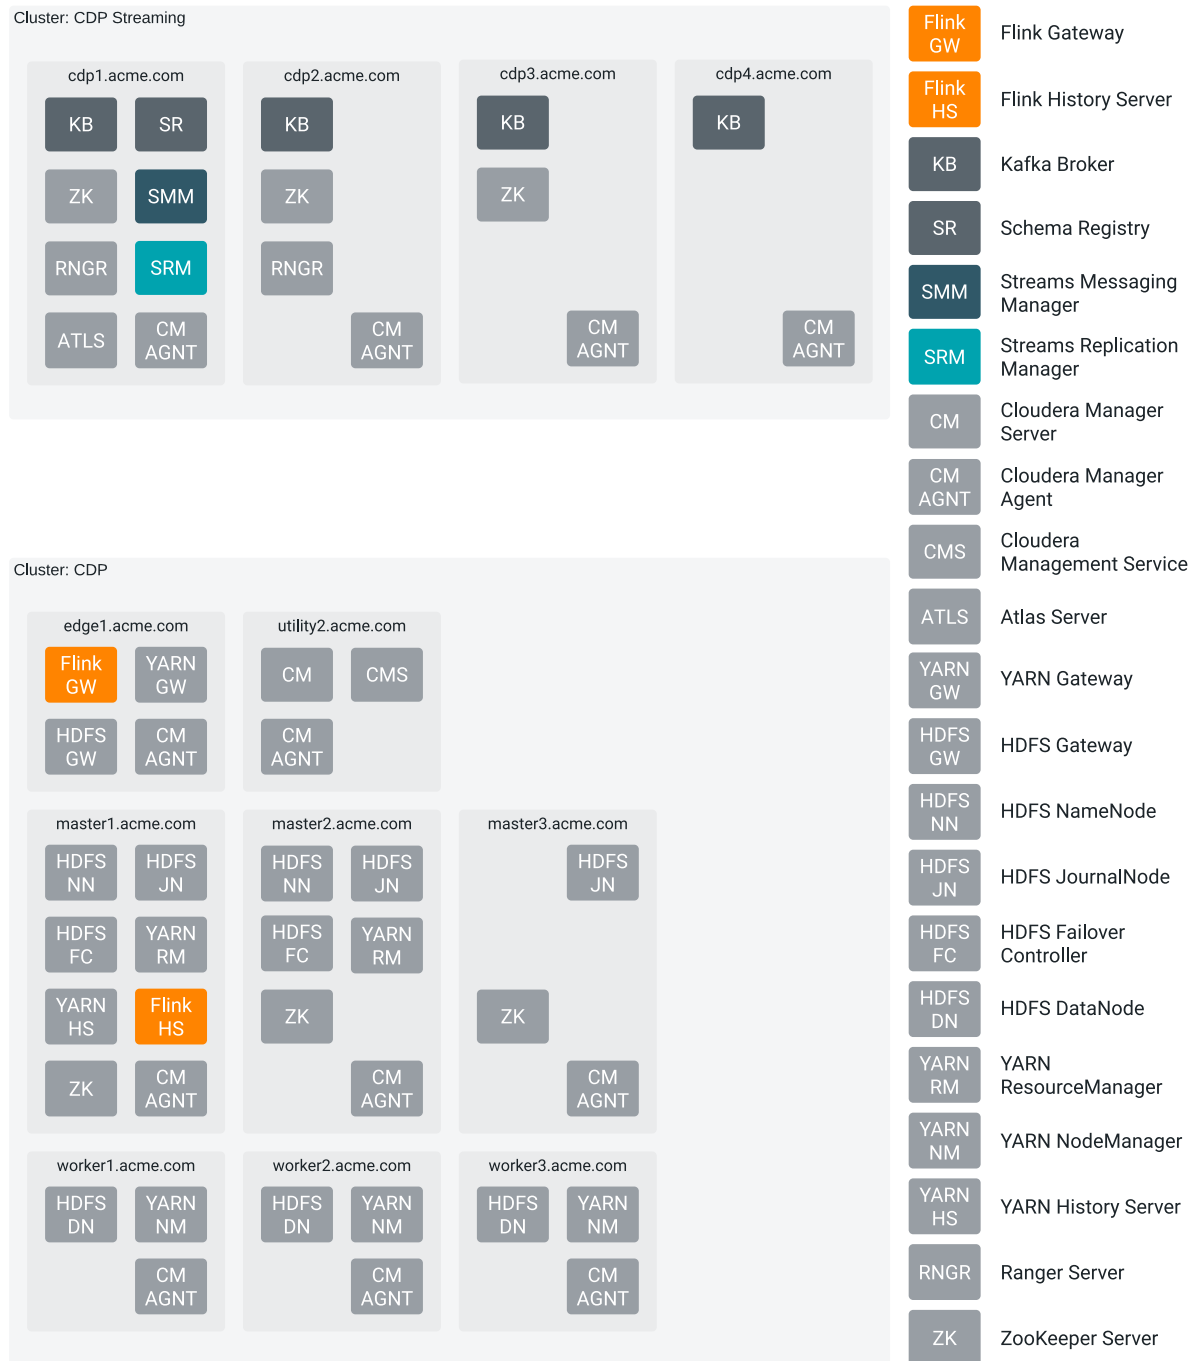 Cluster: CDP Streaming
cdp1.acme.com
KB
SR
ZK
SMM
RNGR
SRM
ATLS
CM
AGNT
cdp2.acme.com
KB
ZK
RNGR
CM
AGNT
cdp3.acme.com
KB
ZK
CM
AGNT
cdp4.acme.com
KB
CM
AGNT
Cluster: CDP
edge1.acme.com
Flink
GW
YARN
GW
HDFS
GW
CM
AGNT
utility2.acme.com
CM
CMS
CM
AGNT
master1.acme.com
HDFS
NN
HDFS
JN
HDFS
FC
YARN
RM
YARN
HS
Flink
HS
ZK
CM
AGNT
master2.acme.com
HDFS
NN
HDFS
JN
HDFS
FC
YARN
RM
ZK
CM
AGNT
master3.acme.com
HDFS
JN
ZK
CM
AGNT
worker1.acme.com
HDFS
DN
YARN
NM
CM
AGNT
worker2.acme.com
HDFS
DN
YARN
NM
CM
AGNT
worker3.acme.com
HDFS
DN
YARN
NM
CM
AGNT
Flink
GW
Flink Gateway
Flink
HS
Flink History Server
KB
Kafka Broker
SR
Schema Registry
SMM
Streams Messaging
Manager
SRM
Streams Replication
Manager
CM
Cloudera Manager
Server
CM
AGNT
Cloudera Manager
Agent
CMS
Cloudera
Management Service
ATLS
Atlas Server
YARN
GW
YARN Gateway
HDFS
GW
HDFS Gateway
HDFS
NN
HDFS NameNode
HDFS
JN
HDFS JournalNode
HDFS
FC
HDFS Failover
Controller
HDFS
DN
HDFS DataNode
YARN
RM
YARN
ResourceManager
YARN
NM
YARN NodeManager
YARN
HS
YARN History Server
RNGR
Ranger Server
ZK
ZooKeeper Server